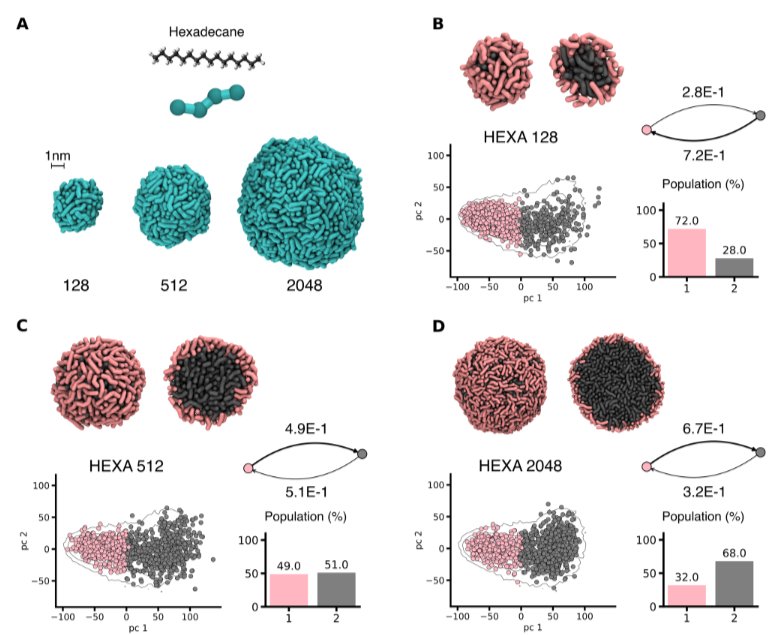 A
Hexadecane
1nm
128
512
2048
B
HEXA 128
2.8E-1
7.2E-1
pc 2
100
50
0
−50
−100 −50 0 50 100
pc 1
Population (%)
100
50
0
72.0
28.0
1 2
C
HEXA 512
4.9E-1
5.1E-1
pc 2
100
50
0
−50
−100 −50 0 50 100
pc 1
Population (%)
100
50
0
49.0
51.0
1 2
D
HEXA 2048
6.7E-1
3.2E-1
pc 2
100
50
0
−50
−100 −50 0 50 100
pc 1
Population (%)
100
50
0
32.0
68.0
1 2